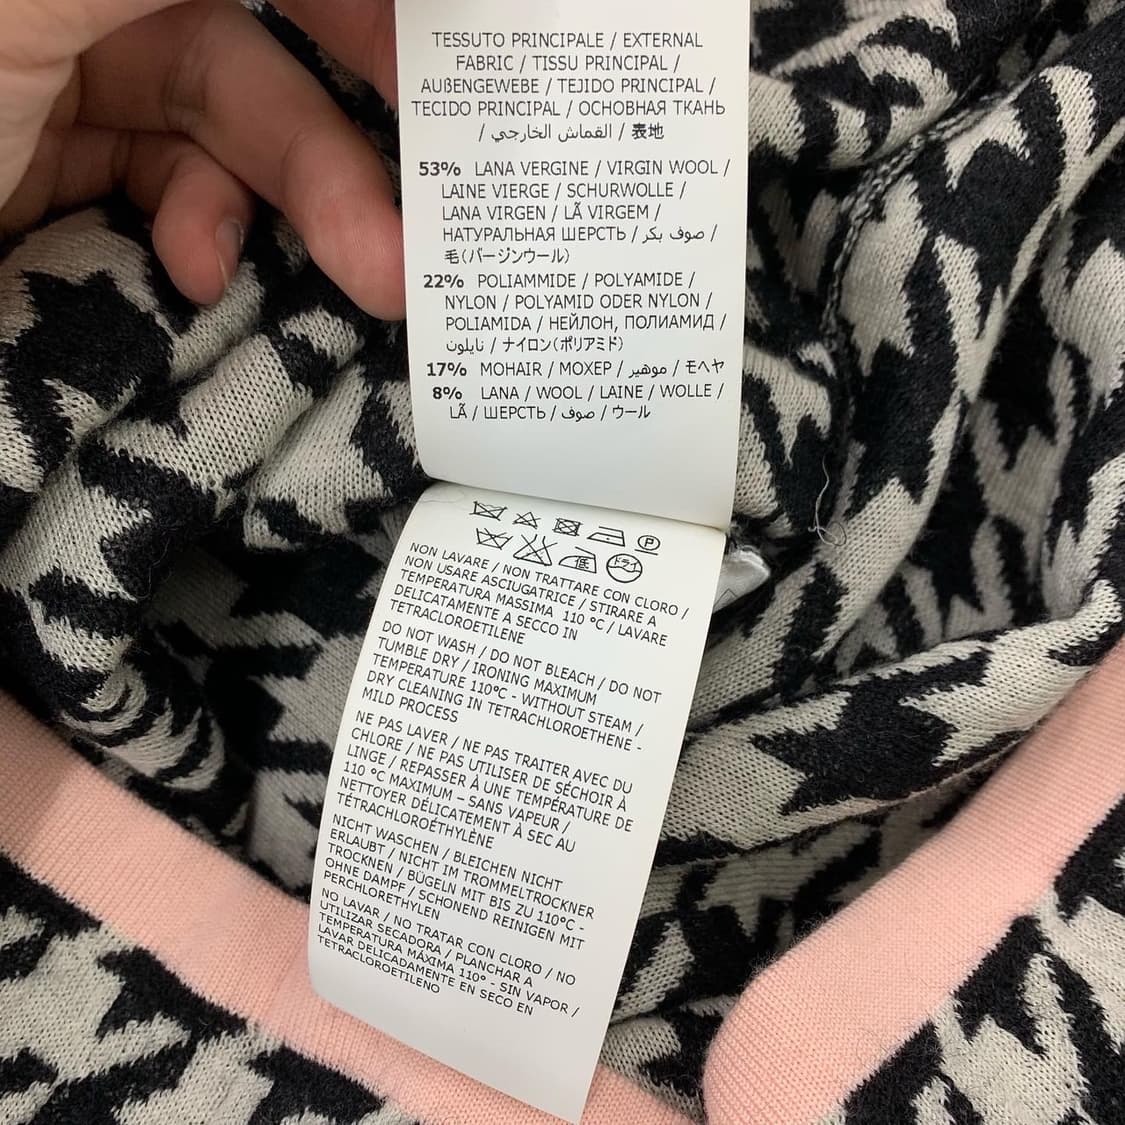 TESSUTO PRINCIPALE / EXTERNAL
FABRIC / TISSU PRINCIPAL /
AUßENGEWEBE / TEJIDO PRINCIPAL /
TECIDO PRINCIPAL / ОСНОВНАЯ ТКАНЬ
/ القماش الخارجي / 表地
53% LANA VERGINE / VIRGIN WOOL /
LAINE VIERGE / SCHURWOLLE /
LANA VIRGEN / LÃ VIRGEM /
НАТУРАЛЬНАЯ ШЕРСТЬ / صوف بكر /
毛(バージンウール)
22% POLIAMMIDE / POLYAMIDE /
NYLON / POLYAMID ODER NYLON /
POLIAMIDA / НЕЙЛОН, ПОЛИАМИД /
نايلون / ナイロン(ポリアミド)
17% MOHAIR / МОХЕР / موهير / モヘヤ
8% LANA / WOOL / LAINE / WOLLE /
LÃ / ШЕРСТЬ / صوف / ウール
P
低 ドライ
NON LAVARE / NON TRATTARE CON CLORO /
NON USARE ASCIUGATRICE / STIRARE A
TEMPERATURA MASSIMA 110 °C / LAVARE
DELICATAMENTE A SECCO IN
TETRACLOROETILENE
DO NOT WASH / DO NOT BLEACH / DO NOT
TUMBLE DRY / IRONING MAXIMUM
TEMPERATURE 110°C - WITHOUT STEAM /
DRY CLEANING IN TETRACHLOROETHENE -
MILD PROCESS
NE PAS LAVER / NE PAS TRAITER AVEC DU
CHLORE / NE PAS UTILISER DE SÉCHOIR À
LINGE / REPASSER À UNE TEMPÉRATURE DE
110 °C MAXIMUM – SANS VAPEUR /
NETTOYER DÉLICATEMENT À SEC AU
TÉTRACHLOROÉTHYLÈNE
NICHT WASCHEN / BLEICHEN NICHT
ERLAUBT / NICHT IM TROMMELTROCKNER
TROCKNEN / BÜGELN MIT BIS ZU 110°C -
OHNE DAMPF / SCHONEND REINIGEN MIT
PERCHLORETHYLEN
NO LAVAR / NO TRATAR CON CLORO / NO
UTILIZAR SECADORA / PLANCHAR A
TEMPERATURA MÁXIMA 110° - SIN VAPOR /
LAVAR DELICADAMENTE EN SECO EN
TETRACLOROETILENO